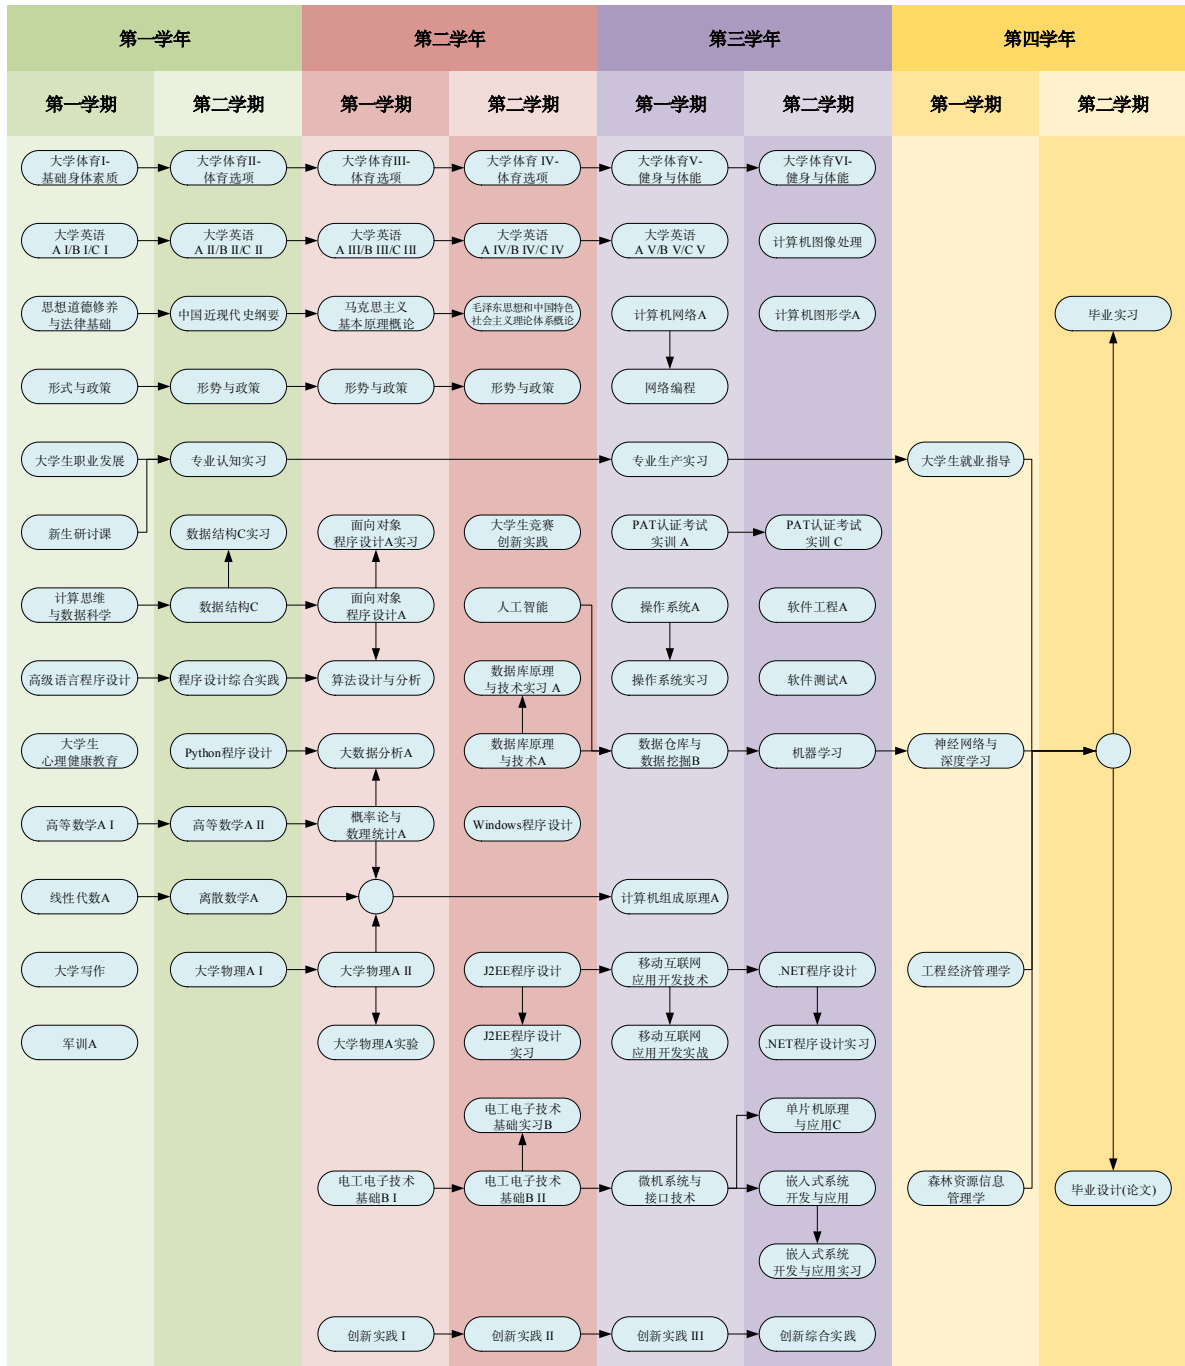 第一学年
第二学年
第三学年
第四学年
第一学期
第二学期
第一学期
第二学期
第一学期
第二学期
第一学期
第二学期
大学体育I-
基础身体素质
大学体育II-
体育选项
大学体育III-
体育选项
大学体育 IV-
体育选项
大学体育V-
健身与体能
大学体育VI-
健身与体能
大学英语
A I/B I/C I
大学英语
A II/B II/C II
大学英语
A III/B III/C III
大学英语
A IV/B IV/C IV
大学英语
A V/B V/C V
计算机图像处理
思想道德修养
与法律基础
中国近现代史纲要
马克思主义
基本原理概论
毛泽东思想和中国特色
社会主义理论体系概论
计算机网络A
计算机图形学A
毕业实习
形式与政策
形势与政策
形势与政策
形势与政策
网络编程
大学生职业发展
专业认知实习
专业生产实习
大学生就业指导
新生研讨课
数据结构C实习
面向对象
程序设计A实习
大学生竞赛
创新实践
PAT认证考试
实训 A
PAT认证考试
实训 C
计算思维
与数据科学
数据结构C
面向对象
程序设计A
人工智能
操作系统A
软件工程A
高级语言程序设计
程序设计综合实践
算法设计与分析
数据库原理
与技术实习 A
操作系统实习
软件测试A
大学生
心理健康教育
Python程序设计
大数据分析A
数据库原理
与技术A
数据仓库与
数据挖掘B
机器学习
神经网络与
深度学习
高等数学A I
高等数学A II
概率论与
数理统计A
Windows程序设计
线性代数A
离散数学A
计算机组成原理A
大学写作
大学物理A I
大学物理A II
J2EE程序设计
移动互联网
应用开发技术
.NET程序设计
工程经济管理学
军训A
大学物理A实验
J2EE程序设计
实习
移动互联网
应用开发实战
.NET程序设计实习
电工电子技术
基础实习B
单片机原理
与应用C
电工电子技术
基础B I
电工电子技术
基础B II
微机系统与
接口技术
嵌入式系统
开发与应用
森林资源信息
管理学
毕业设计(论文)
嵌入式系统
开发与应用实习
创新实践 I
创新实践 II
创新实践 III
创新综合实践